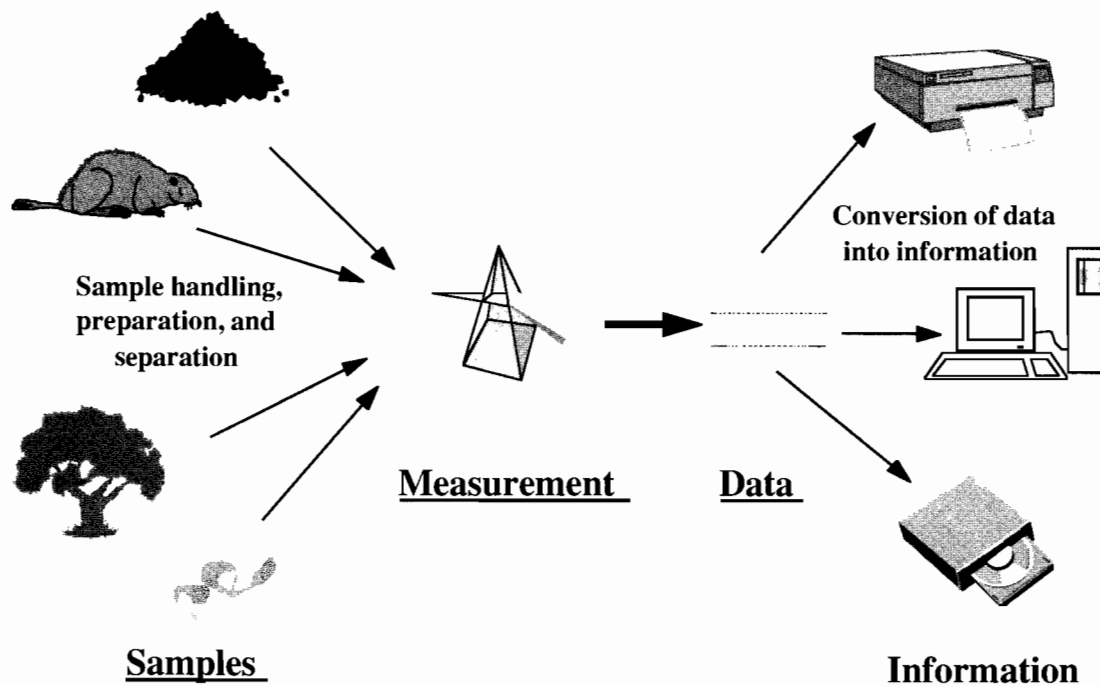 Conversion of data
into information
Sample handling,
preparation, and
separation
Measurement
Data
Samples
Information